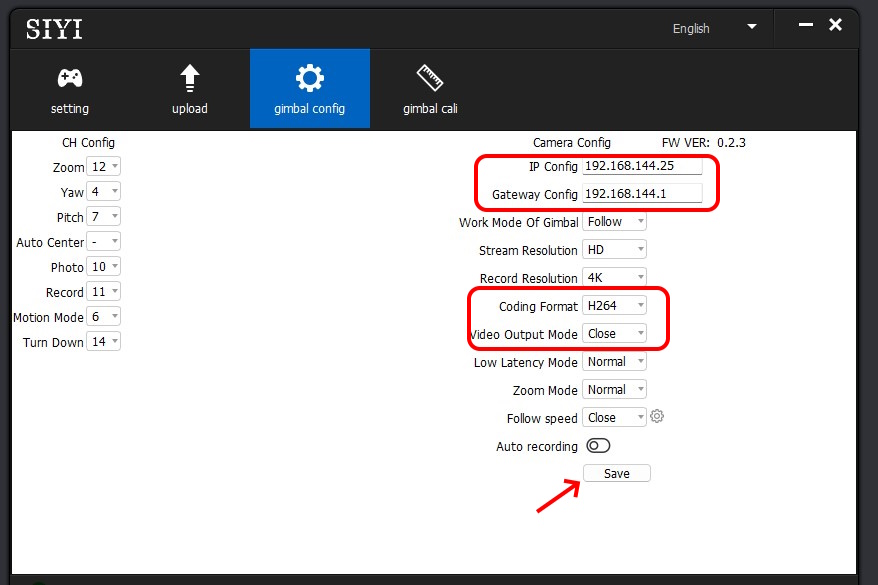 SIYI
English
setting
upload
gimbal config
gimbal cali
CH Config
Zoom 12
Yaw 4
Pitch 7
Auto Center -
Photo 10
Record 11
Motion Mode 6
Turn Down 14
Camera Config FW VER: 0.2.3
IP Config 192.168.144.25
Gateway Config 192.168.144.1
Work Mode Of Gimbal Follow
Stream Resolution HD
Record Resolution 4K
Coding Format H264
Video Output Mode Close
Low Latency Mode Normal
Zoom Mode Normal
Follow speed Close
Auto recording
Save